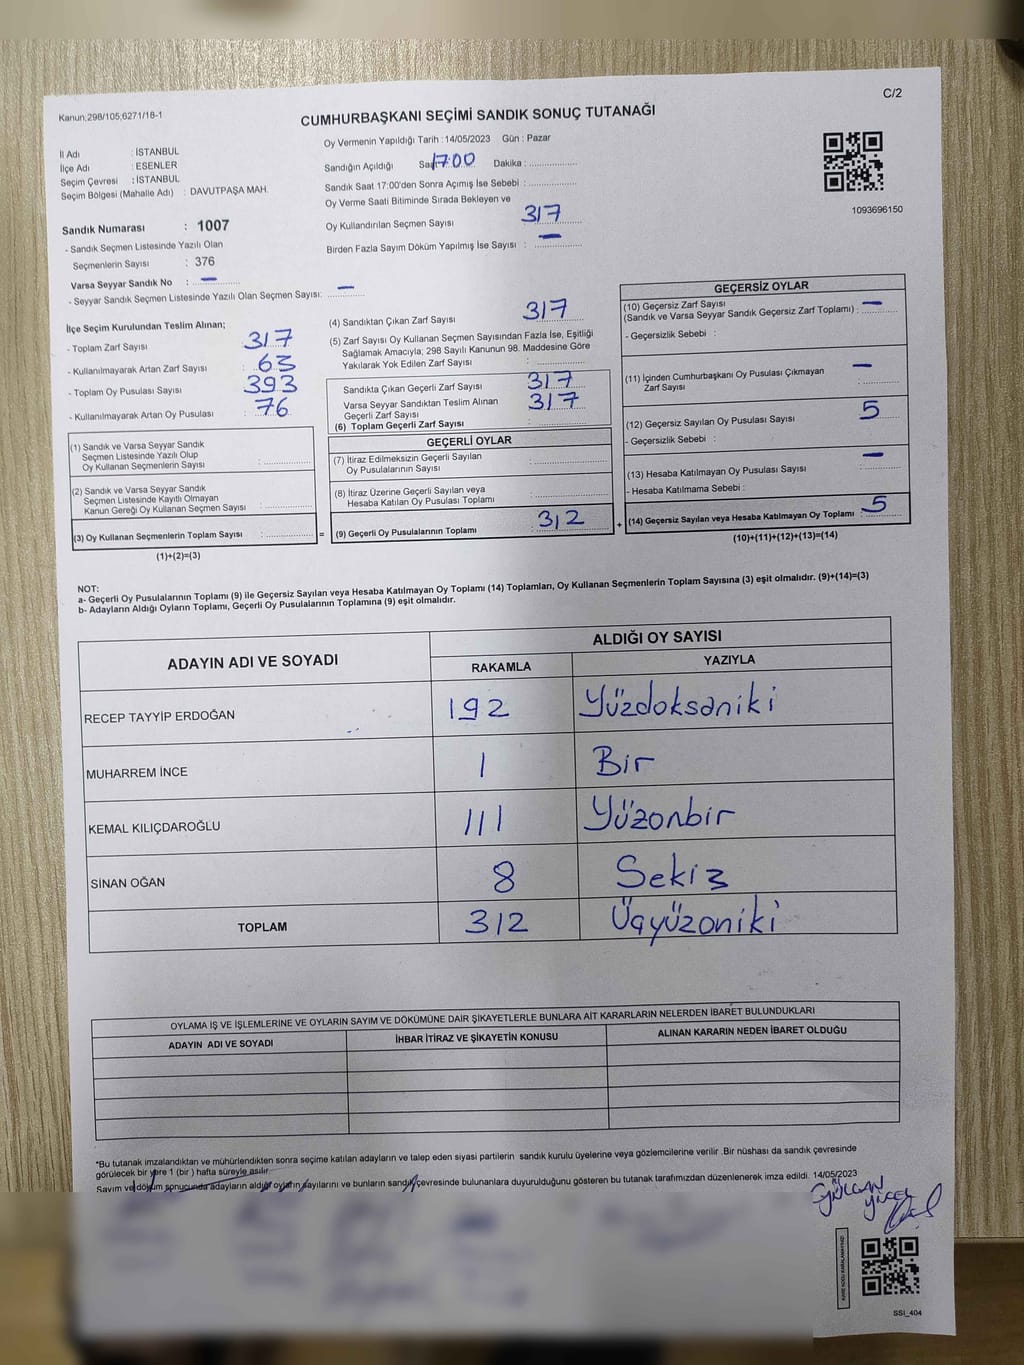 C/2
Kanun,298/105,6271/18-1
CUMHURBAŞKANI SEÇİMİ SANDIK SONUÇ TUTANAĞI
İl Adı : İSTANBUL
İlçe Adı : ESENLER
Seçim Çevresi : İSTANBUL
Seçim Bölgesi (Mahalle Adı) : DAVUTPAŞA MAH.
Sandık Numarası : 1007
- Sandık Seçmen Listesinde Yazılı Olan
Seçmenlerin Sayısı : 376
Varsa Seyyar Sandık No : —
- Seyyar Sandık Seçmen Listesinde Yazılı Olan Seçmen Sayısı: —
Oy Vermenin Yapıldığı Tarih : 14/05/2023 Gün : Pazar
Sandığın Açıldığı 17:00 Dakika :
Sandık Saat 17:00'den Sonra Açımış İse Sebebi :
Oy Verme Saati Bitiminde Sırada Bekleyen ve
Oy Kullandırılan Seçmen Sayısı 317
Birden Fazla Sayım Döküm Yapılmış İse Sayısı : —
1093696150
İlçe Seçim Kurulundan Teslim Alınan;
- Toplam Zarf Sayısı 317
- Kullanılmayarak Artan Zarf Sayısı : 63
- Toplam Oy Pusulası Sayısı 393
- Kullanılmayarak Artan Oy Pusulası : 76
(1) Sandık ve Varsa Seyyar Sandık
Seçmen Listesinde Yazılı Olup
Oy Kullanan Seçmenlerin Sayısı :
(2) Sandık ve Varsa Seyyar Sandık
Seçmen Listesinde Kayıtlı Olmayan
Kanun Gereği Oy Kullanan Seçmen Sayısı :
(3) Oy Kullanan Seçmenlerin Toplam Sayısı : =
(1)+(2)=(3)
(4) Sandıktan Çıkan Zarf Sayısı : 317
(5) Zarf Sayısı Oy Kullanan Seçmen Sayısından Fazla İse, Eşitliği
Sağlamak Amacıyla; 298 Sayılı Kanunun 98. Maddesine Göre
Yakılarak Yok Edilen Zarf Sayısı :
Sandıkta Çıkan Geçerli Zarf Sayısı 317
Varsa Seyyar Sandıktan Teslim Alınan 317
Geçerli Zarf Sayısı
(6) Toplam Geçerli Zarf Sayısı :
GEÇERLİ OYLAR
(7) İtiraz Edilmeksizin Geçerli Sayılan
Oy Pusulalarının Sayısı :
(8) İtiraz Üzerine Geçerli Sayılan veya
Hesaba Katılan Oy Pusulası Toplamı :
(9) Geçerli Oy Pusulalarının Toplamı : 312 +
GEÇERSİZ OYLAR
(10) Geçersiz Zarf Sayısı —
(Sandık ve Varsa Seyyar Sandık Geçersiz Zarf Toplamı) :
- Geçersizlik Sebebi :
(11) İçinden Cumhurbaşkanı Oy Pusulası Çıkmayan —
Zarf Sayısı :
(12) Geçersiz Sayılan Oy Pusulası Sayısı 5
- Geçersizlik Sebebi :
(13) Hesaba Katılmayan Oy Pusulası Sayısı : —
- Hesaba Katılmama Sebebi :
(14) Geçersiz Sayılan veya Hesaba Katılmayan Oy Toplamı : 5
(10)+(11)+(12)+(13)=(14)
NOT:
a- Geçerli Oy Pusulalarının Toplamı (9) ile Geçersiz Sayılan veya Hesaba Katılmayan Oy Toplamı (14) Toplamları, Oy Kullanan Seçmenlerin Toplam Sayısına (3) eşit olmalıdır. (9)+(14)=(3)
b- Adayların Aldığı Oyların Toplamı, Geçerli Oy Pusulalarının Toplamına (9) eşit olmalıdır.
ADAYIN ADI VE SOYADI ALDIĞI OY SAYISI
RAKAMLA YAZIYLA
RECEP TAYYİP ERDOĞAN 192 Yüzdoksaniki
MUHARREM İNCE 1 Bir
KEMAL KILIÇDAROĞLU 111 Yüzonbir
SİNAN OĞAN 8 Sekiz
TOPLAM 312 Üçyüzoniki
OYLAMA İŞ VE İŞLEMLERİNE VE OYLARIN SAYIM VE DÖKÜMÜNE DAİR ŞİKAYETLERLE BUNLARA AİT KARARLARIN NELERDEN İBARET BULUNDUKLARI
ADAYIN ADI VE SOYADI İHBAR İTİRAZ VE ŞİKAYETİN KONUSU ALINAN KARARIN NEDEN İBARET OLDUĞU
*Bu tutanak imzalandıktan ve mühürlendikten sonra seçime katılan adayların ve talep eden siyasi partilerin sandık kurulu üyelerine veya gözlemcilerine verilir .Bir nüshası da sandık çevresinde
görülecek bir yere 1 (bir ) hafta süreyle asılır.
Sayım ve döküm sonucunda adayların aldığı oyların sayılarını ve bunların sandık çevresinde bulunanlara duyurulduğunu gösteren bu tutanak tarafımızdan düzenlenerek imza edildi. 14/05/2023
SSI_404